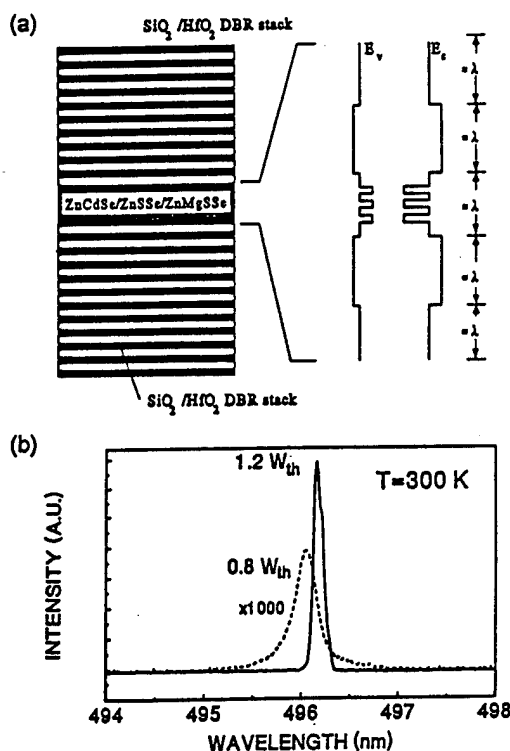 (a)
SiO2 /HfO2 DBR stack
ZnCdSe/ZnSSe/ZnMgSSe
SiO2 /HfO2 DBR stack
Ev
Ec
≈ λ
≈ λ
≈ λ
≈ λ
≈ λ
(b)
1.2 Wth
T=300 K
0.8 Wth
x1000
INTENSITY (A.U.)
494 495 496 497 498
WAVELENGTH (nm)